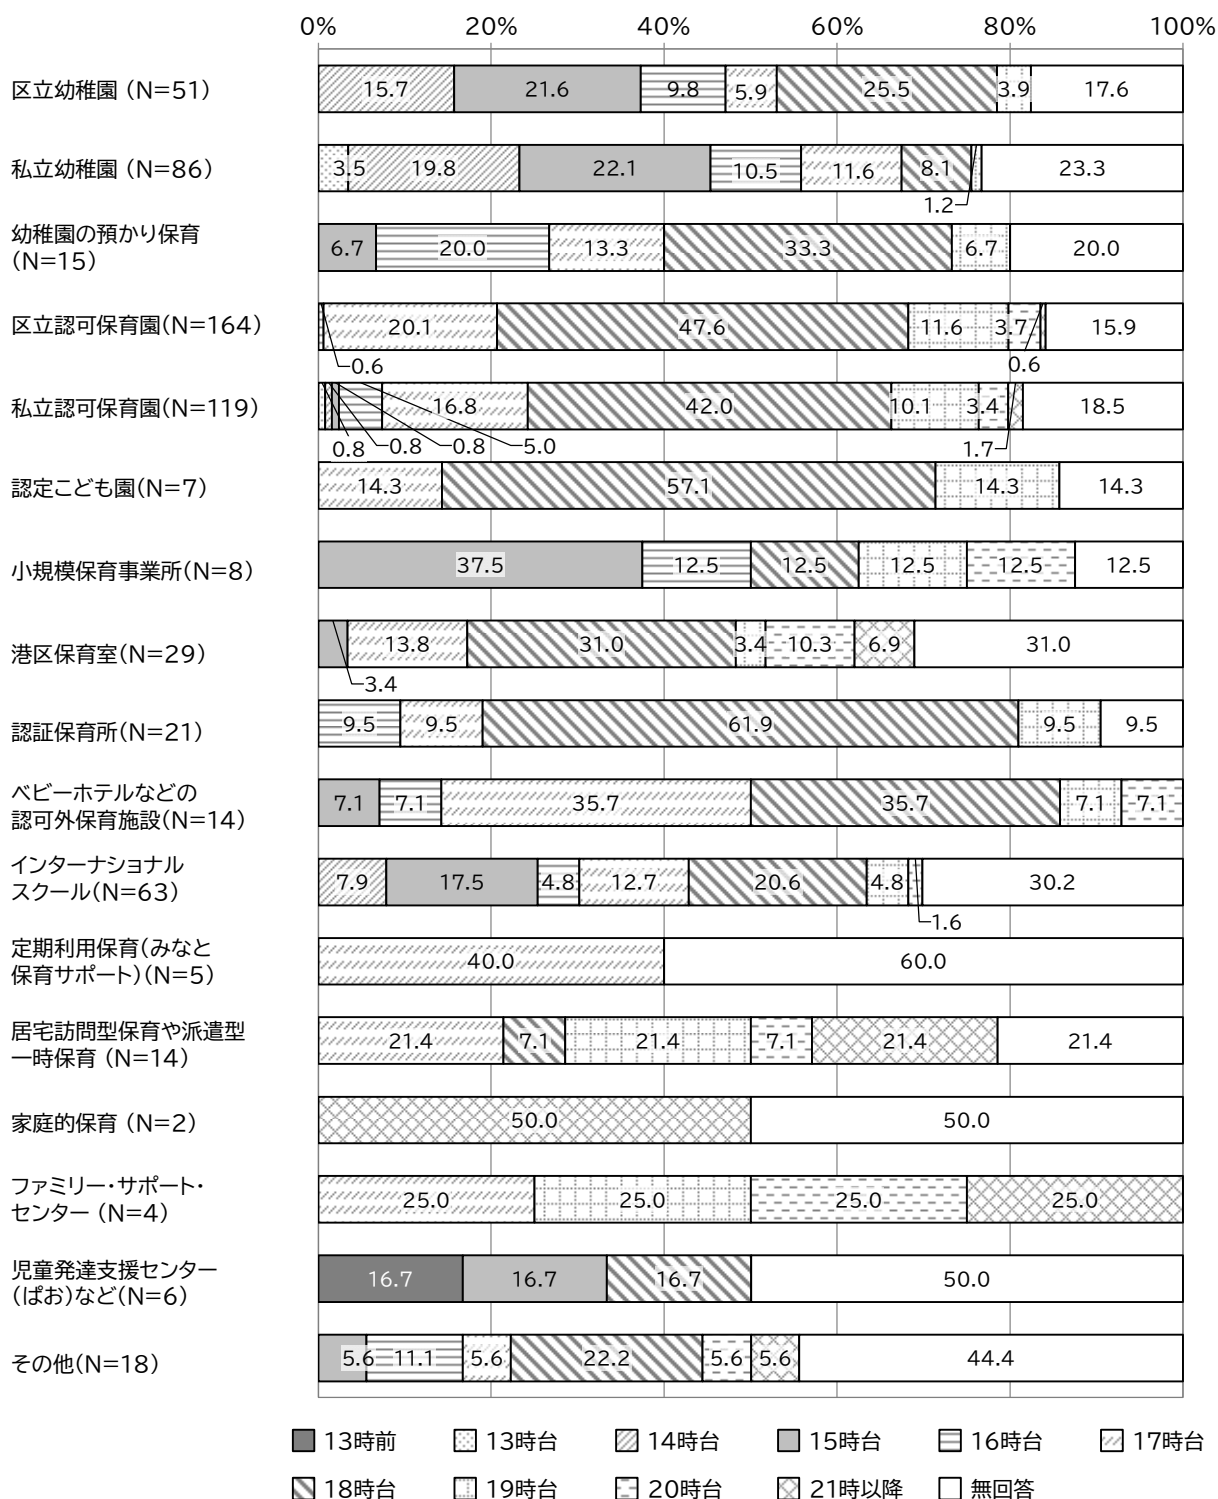 0% 20% 40% 60% 80% 100%
区立幼稚園 (N=51) 15.7 21.6 9.8 5.9 25.5 3.9 17.6
私立幼稚園 (N=86) 3.5 19.8 22.1 10.5 11.6 8.1 23.3
1.2
幼稚園の預かり保育
(N=15) 6.7 20.0 13.3 33.3 6.7 20.0
区立認可保育園(N=164) 20.1 47.6 11.6 3.7 15.9
0.6 0.6
私立認可保育園(N=119) 16.8 42.0 10.1 3.4 18.5
0.8 0.8 0.8 5.0 1.7
認定こども園(N=7) 14.3 57.1 14.3 14.3
小規模保育事業所(N=8) 37.5 12.5 12.5 12.5 12.5 12.5
港区保育室(N=29) 13.8 31.0 3.4 10.3 6.9 31.0
3.4
認証保育所(N=21) 9.5 9.5 61.9 9.5 9.5
ベビーホテルなどの
認可外保育施設(N=14) 7.1 7.1 35.7 35.7 7.1 7.1
インターナショナル
スクール(N=63) 7.9 17.5 4.8 12.7 20.6 4.8 30.2
1.6
定期利用保育(みなと
保育サポート)(N=5) 40.0 60.0
居宅訪問型保育や派遣型
一時保育 (N=14) 21.4 7.1 21.4 7.1 21.4 21.4
家庭的保育 (N=2) 50.0 50.0
ファミリー・サポート・
センター (N=4) 25.0 25.0 25.0 25.0
児童発達支援センター
(ぱお)など(N=6) 16.7 16.7 16.7 50.0
その他(N=18) 5.6 11.1 5.6 22.2 5.6 5.6 44.4
13時前 13時台 14時台 15時台 16時台 17時台
18時台 19時台 20時台 21時以降 無回答